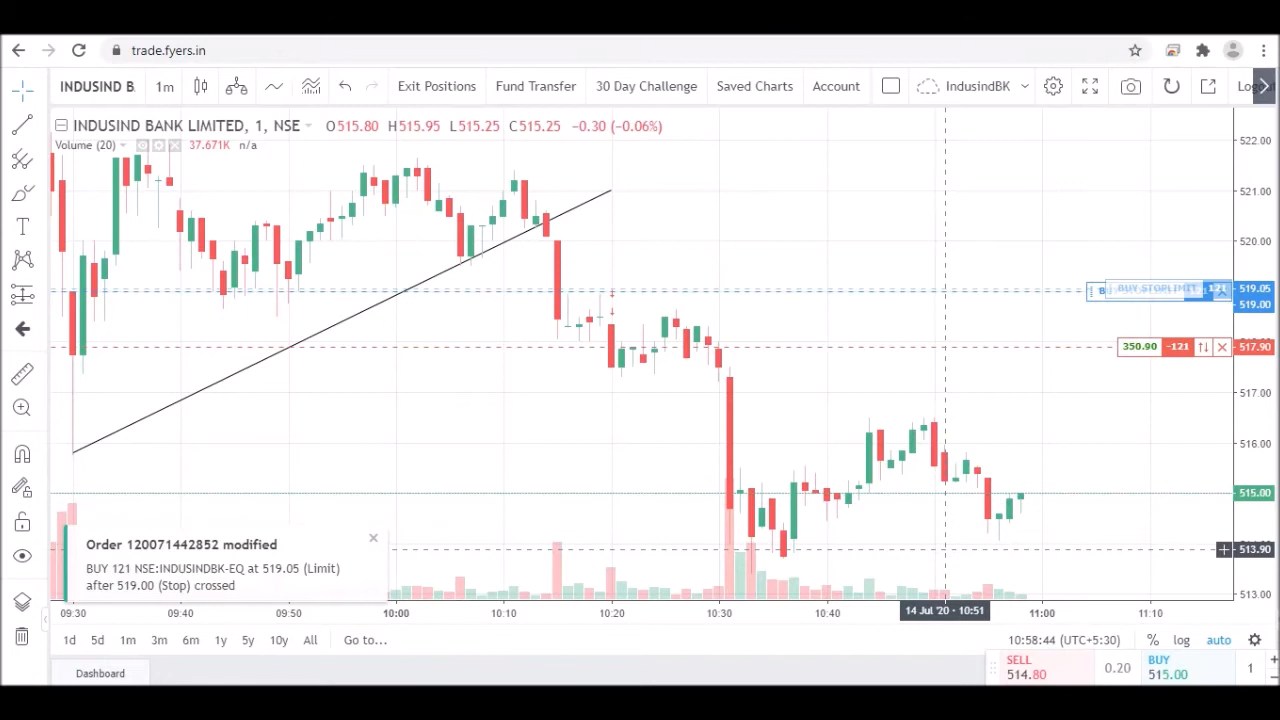 trade.fyers.in
INDUSIND B. 1m Exit Positions Fund Transfer 30 Day Challenge Saved Charts Account IndusindBK
INDUSIND BANK LIMITED, 1, NSE O515.80 H515.95 L515.25 C515.25 −0.30 (−0.06%)
Volume (20) 37.671K n/a
522.00
521.00
520.00
BUY STOPLIMIT 121 519.05
519.00
350.90 -121 517.90
517.00
516.00
515.00
513.90
513.00
Order 120071442852 modified
BUY 121 NSE:INDUSINDBK-EQ at 519.05 (Limit)
after 519.00 (Stop) crossed
09:30 09:40 09:50 10:00 10:10 10:20 10:30 10:40 14 Jul '20 - 10:51 11:00 11:10
1d 5d 1m 3m 6m 1y 5y 10y All Go to... 10:58:44 (UTC+5:30) % log auto
SELL 514.80 0.20 BUY 515.00 1
Dashboard